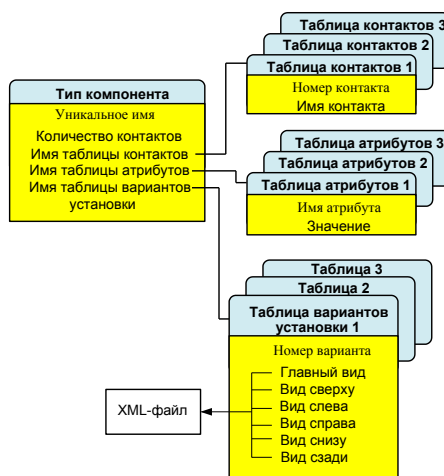 Таблица контактов 3
Таблица контактов 2
Таблица контактов 1
Номер контакта
Имя контакта
Тип компонента
Уникальное имя
Количество контактов
Имя таблицы контактов
Имя таблицы атрибутов
Имя таблицы вариантов
установки
Таблица атрибутов 3
Таблица атрибутов 2
Таблица атрибутов 1
Имя атрибута
Значение
Таблица 3
Таблица 2
Таблица вариантов
установки 1
Номер варианта
Главный вид
Вид сверху
Вид слева
Вид справа
Вид снизу
Вид сзади
XML-файл